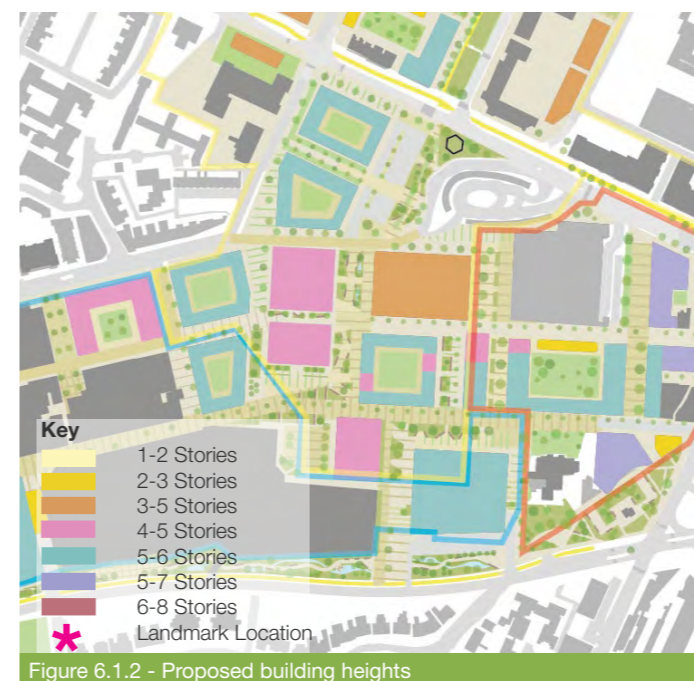 Key
1-2 Stories
2-3 Stories
3-5 Stories
4-5 Stories
5-6 Stories
5-7 Stories
6-8 Stories
Landmark Location
Figure 6.1.2 - Proposed building heights